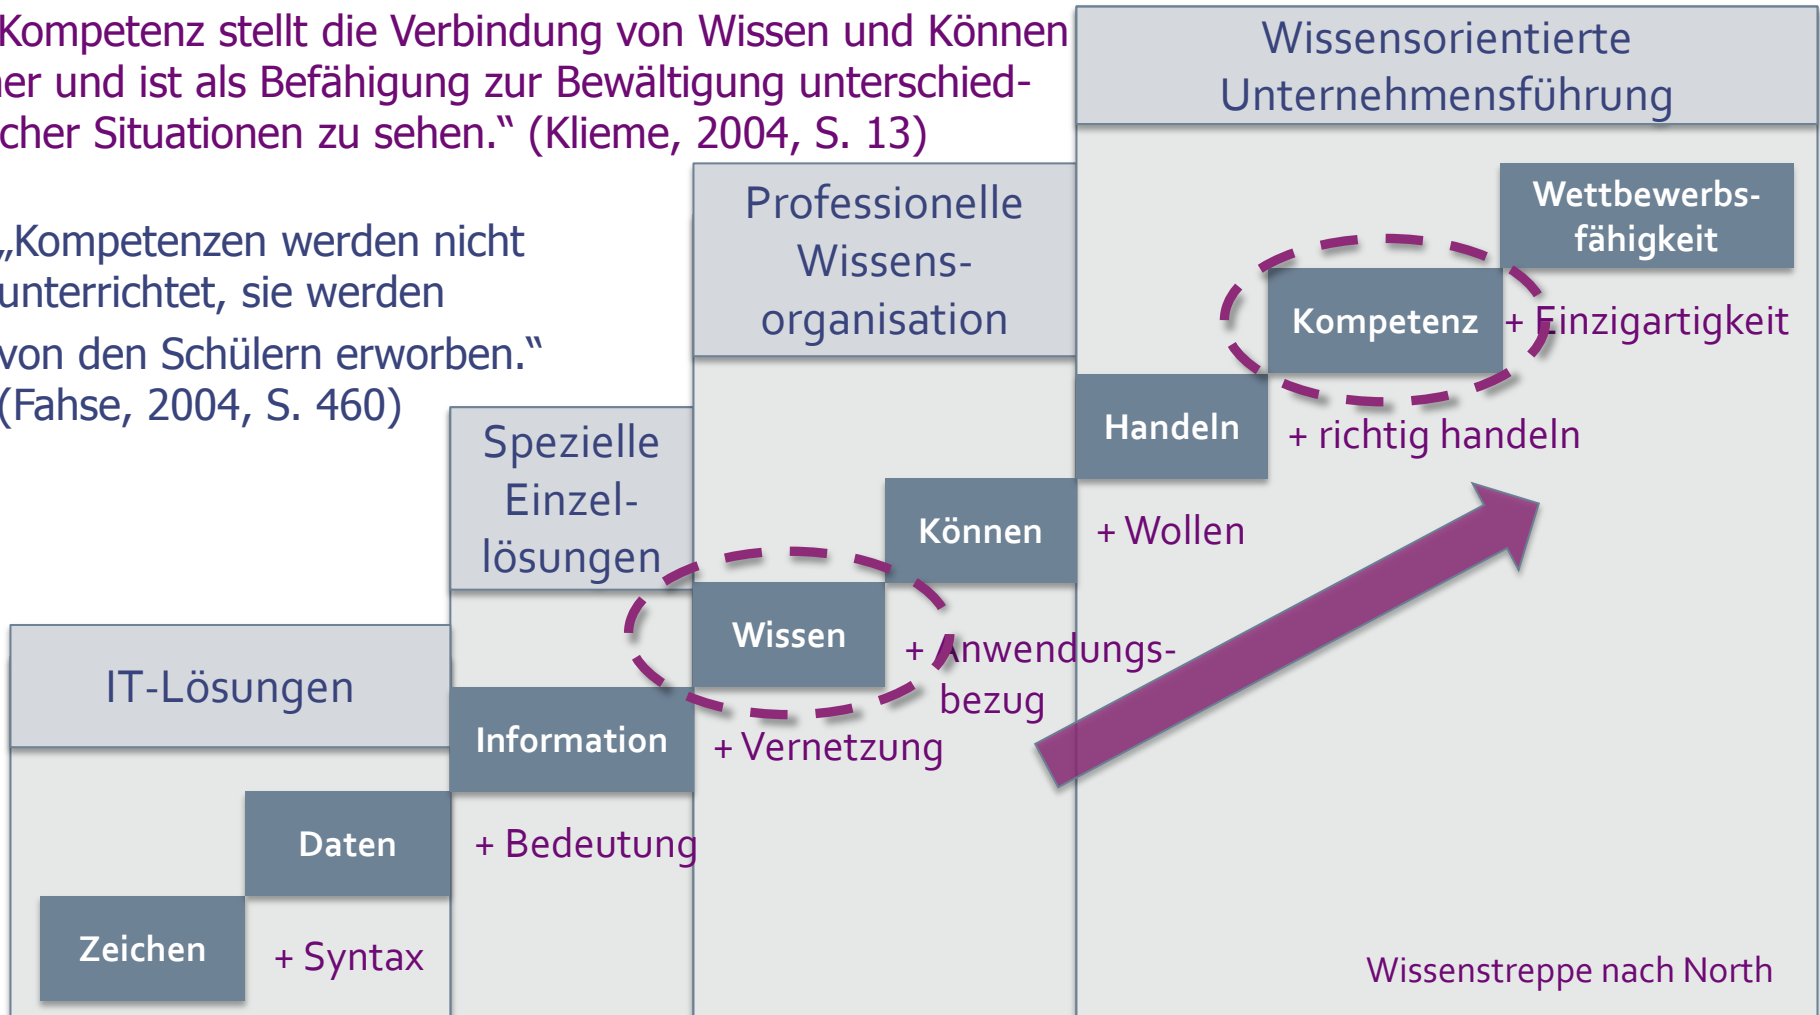 Kompetenz stellt die Verbindung von Wissen und Können
her und ist als Befähigung zur Bewältigung unterschied-
cher Situationen zu sehen.“ (Klieme, 2004, S. 13)
„Kompetenzen werden nicht
unterrichtet, sie werden
von den Schülern erworben.“
(Fahse, 2004, S. 460)
Wissensorientierte
Unternehmensführung
Professionelle
Wissens-
organisation
Spezielle
Einzel-
lösungen
IT-Lösungen
Wettbewerbs-
fähigkeit
Kompetenz
+ Einzigartigkeit
Handeln
+ richtig handeln
Können
+ Wollen
Wissen
+ Anwendungs-
bezug
Information
+ Vernetzung
Daten
+ Bedeutung
Zeichen
+ Syntax
Wissenstreppe nach North